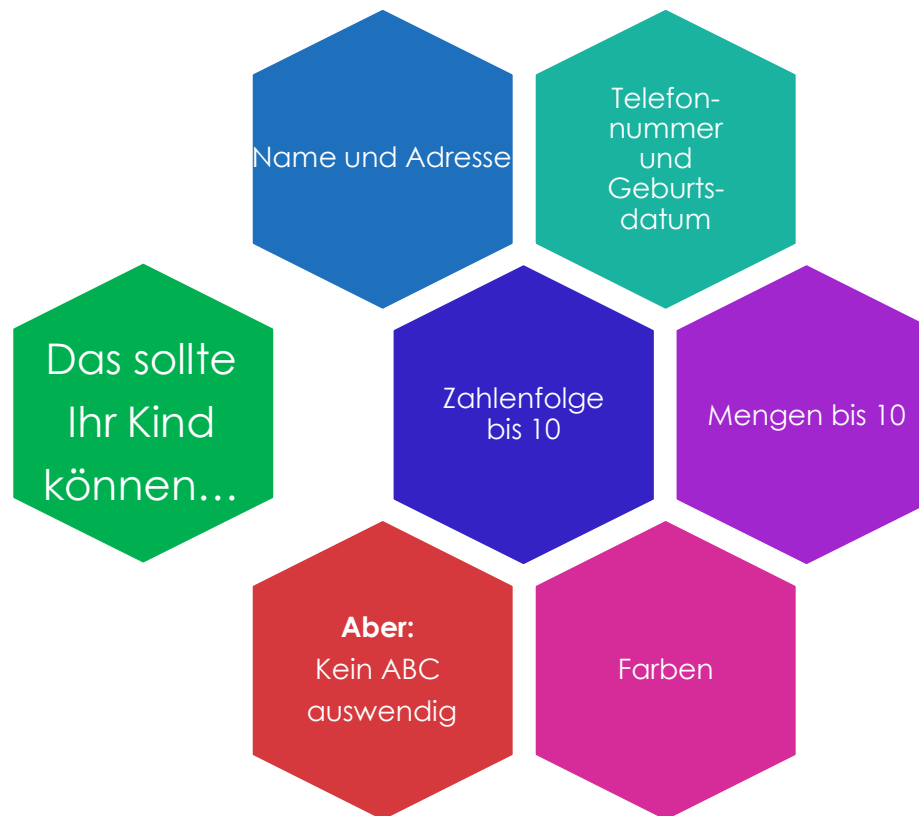 Das sollte
Ihr Kind
können…
Name und Adresse
Telefon-
nummer
und
Geburts-
datum
Zahlenfolge
bis 10
Mengen bis 10
Farben
Aber:
Kein ABC
auswendig